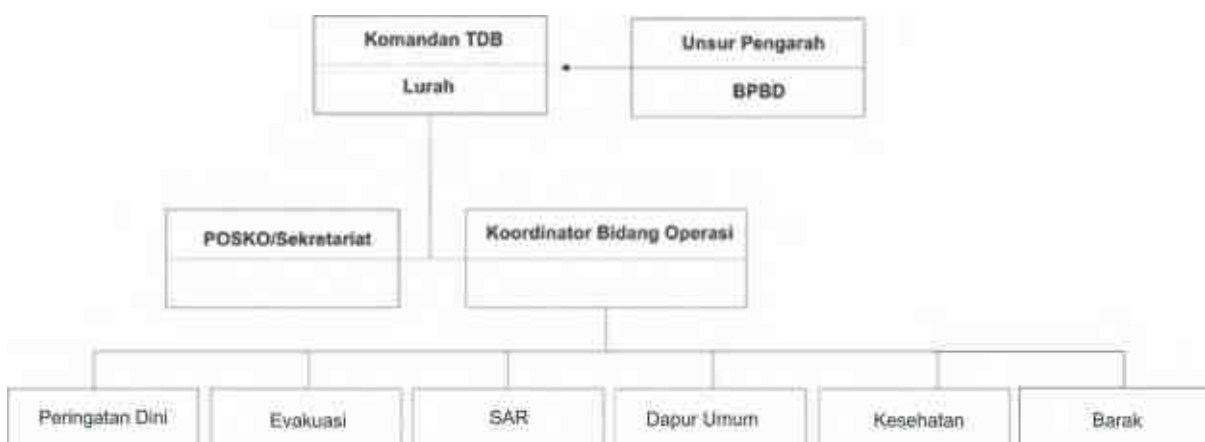 Komandan TDB
Lurah
Unsur Pengarah
BPBD
POSKO/Sekretariat
Koordinator Bidang Operasi
Peringatan Dini
Evakuasi
SAR
Dapur Umum
Kesehatan
Barak